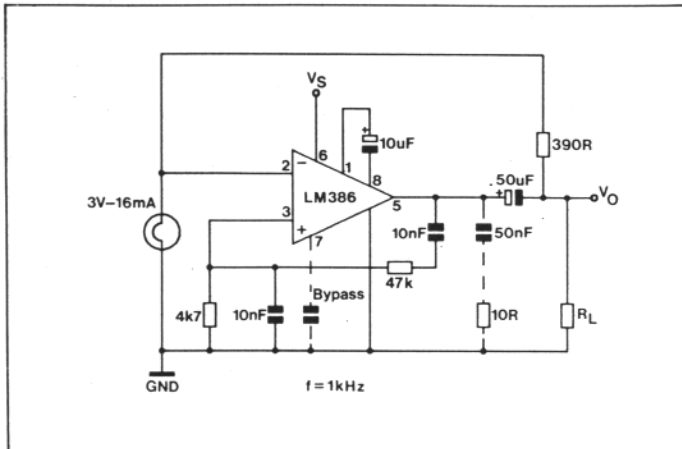 VS
10uF
390R
6
1
2
−
8
50uF
+
VO
3V−16mA
LM386
5
3
+
7
10nF
50nF
47k
4k7
10nF
Bypass
10R
RL
GND
f = 1kHz